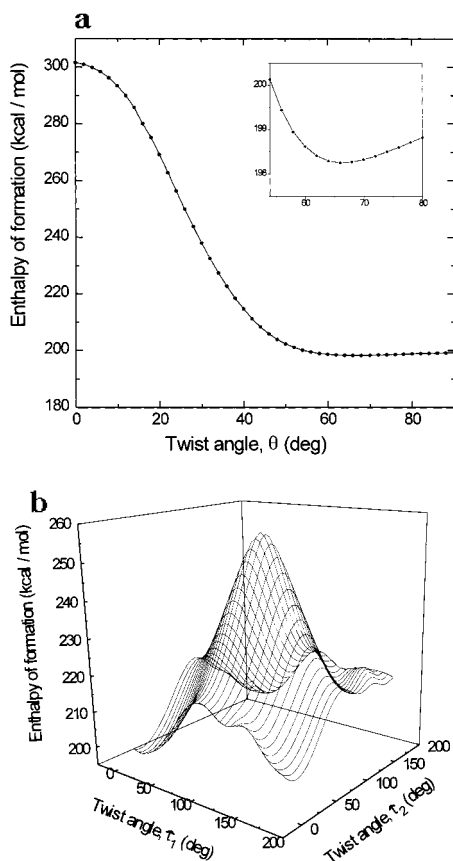 a
Enthalpy of formation (kcal / mol)
300
280
260
240
220
200
180
200
198
198
60 70 80
0 20 40 60 80
Twist angle, θ (deg)
b
Enthalpy of formation (kcal / mol)
260
250
240
230
220
210
200
0 50 100 150 200
Twist angle, τ1 (deg)
0 50 100 150 200
Twist angle, τ2 (deg)